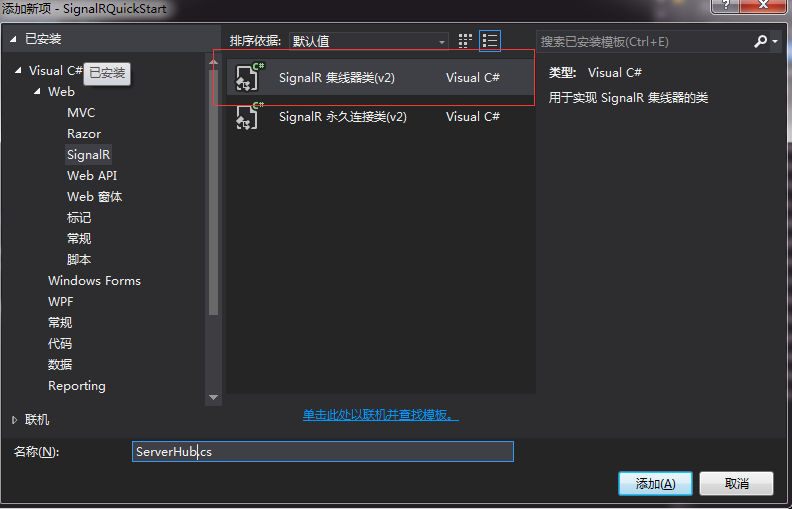 添加新项 - SignalRQuickStart
已安装
排序依据: 默认值
搜索已安装模板(Ctrl+E)
Visual C#
已安装
Web
MVC
Razor
SignalR
Web API
Web 窗体
标记
常规
脚本
Windows Forms
WPF
常规
代码
数据
Reporting
联机
C# SignalR 集线器类(v2) Visual C#
C# SignalR 永久连接类(v2) Visual C#
类型: Visual C#
用于实现 SignalR 集线器的类
单击此处以联机并查找模板。
名称(N): ServerHub.cs
添加(A) 取消